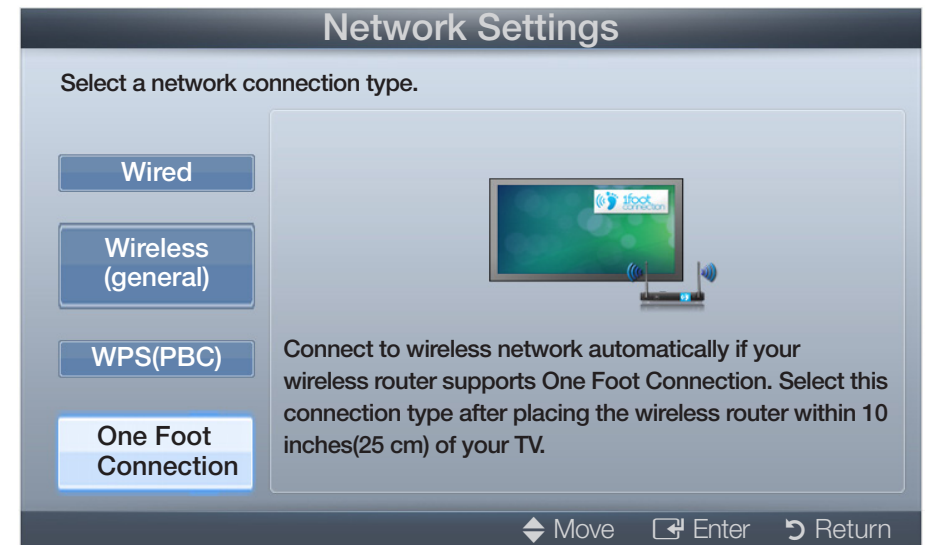 Network Settings
Select a network connection type.
Wired
Wireless
(general)
WPS(PBC)
One Foot
Connection
1foot
connection
Connect to wireless network automatically if your
wireless router supports One Foot Connection. Select this
connection type after placing the wireless router within 10
inches(25 cm) of your TV.
Move Enter Return